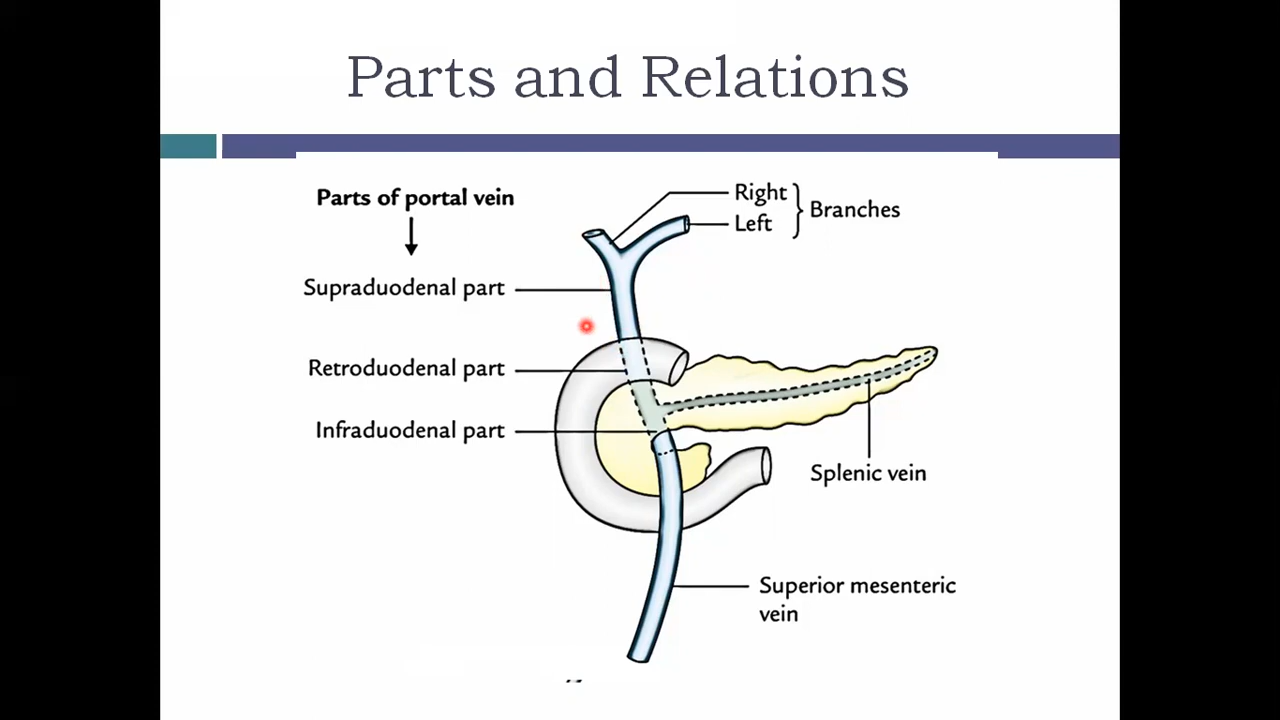 Parts and Relations
Parts of portal vein
Right
Left
Branches
Supraduodenal part
Retroduodenal part
Infraduodenal part
Splenic vein
Superior mesenteric
vein